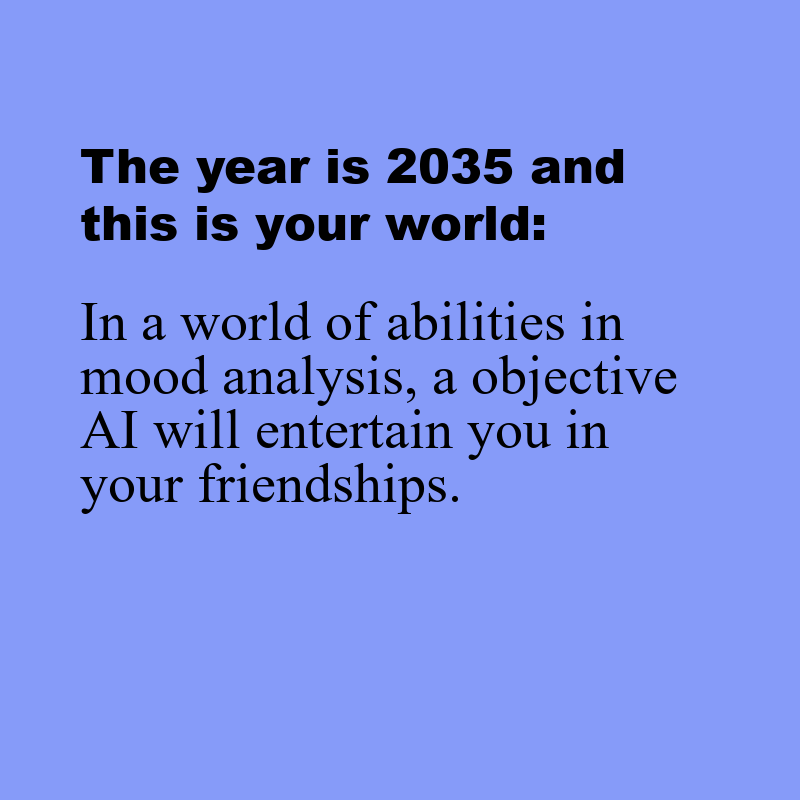 The year is 2035 and
this is your world:
In a world of abilities in
mood analysis, a objective
AI will entertain you in
your friendships.